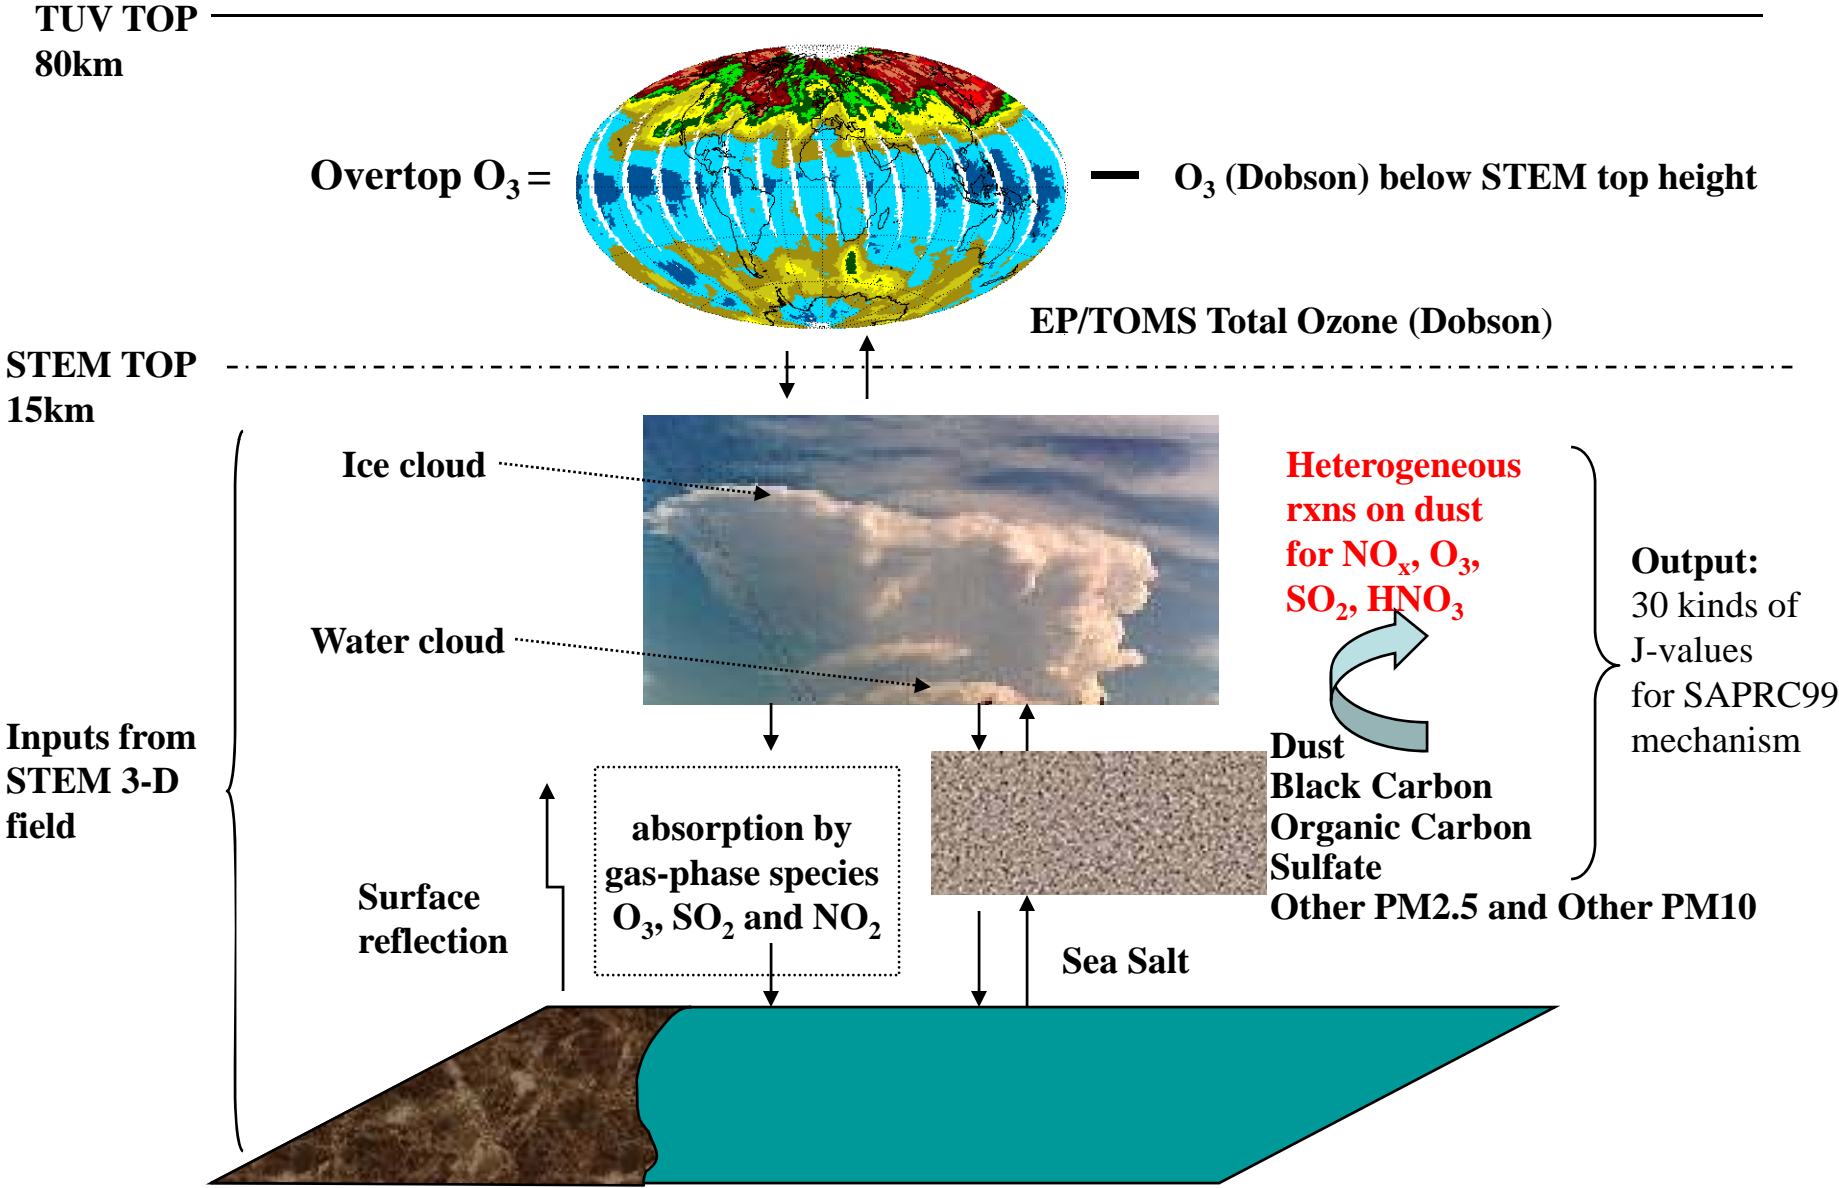 TUV TOP
80km
Overtop O₃ =
— O₃ (Dobson) below STEM top height
EP/TOMS Total Ozone (Dobson)
STEM TOP
15km
Ice cloud
Water cloud
Heterogeneous
rxns on dust
for NOₓ, O₃,
SO₂, HNO₃
Output:
30 kinds of
J-values
for SAPRC99
mechanism
Inputs from
STEM 3-D
field
Dust
Black Carbon
Organic Carbon
Sulfate
Other PM2.5 and Other PM10
absorption by
gas-phase species
O₃, SO₂ and NO₂
Surface
reflection
Sea Salt